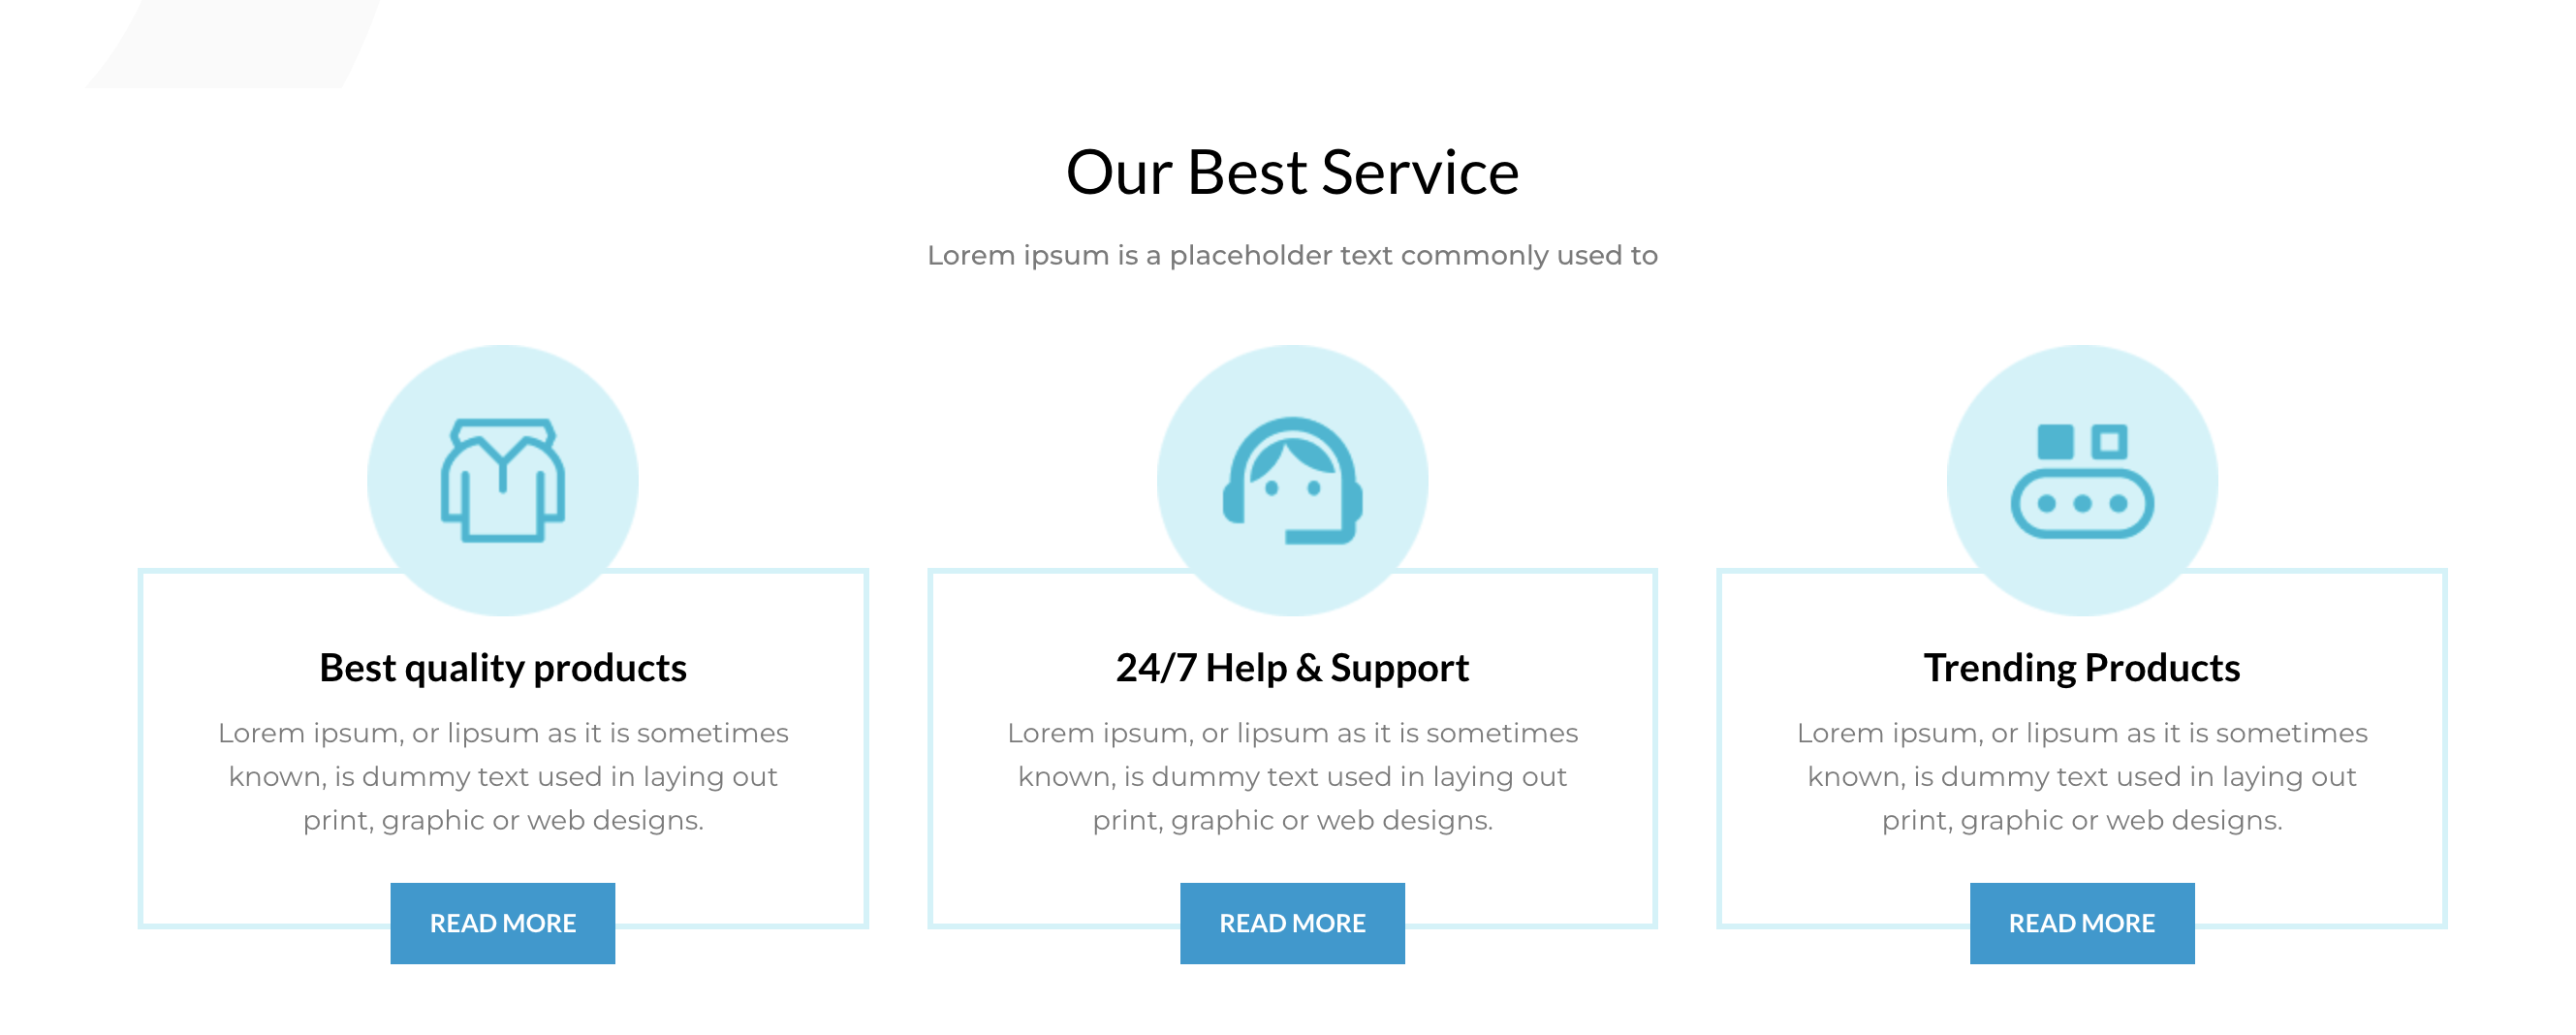 Our Best Service
Lorem ipsum is a placeholder text commonly used to
Best quality products
Lorem ipsum, or lipsum as it is sometimes
known, is dummy text used in laying out
print, graphic or web designs.
READ MORE
24/7 Help & Support
Lorem ipsum, or lipsum as it is sometimes
known, is dummy text used in laying out
print, graphic or web designs.
READ MORE
Trending Products
Lorem ipsum, or lipsum as it is sometimes
known, is dummy text used in laying out
print, graphic or web designs.
READ MORE